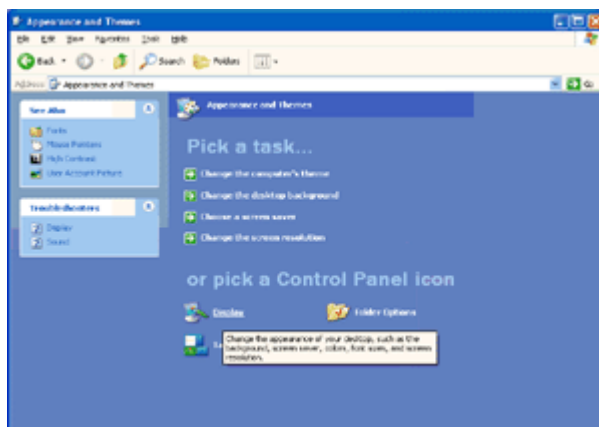 Appearance and Themes
File Edit View Favorites Tools Help
Back Search Folders
Address Appearance and Themes Go
See Also
Fonts
Mouse Pointers
High Contrast
User Account Picture
Troubleshooters
Display
Sound
Appearance and Themes
Pick a task...
Change the computer's theme
Change the desktop background
Choose a screen saver
Change the screen resolution
or pick a Control Panel icon
Display Folder Options
Change the appearance of your desktop, such as the
background, screen saver, colors, font sizes, and screen
resolution.